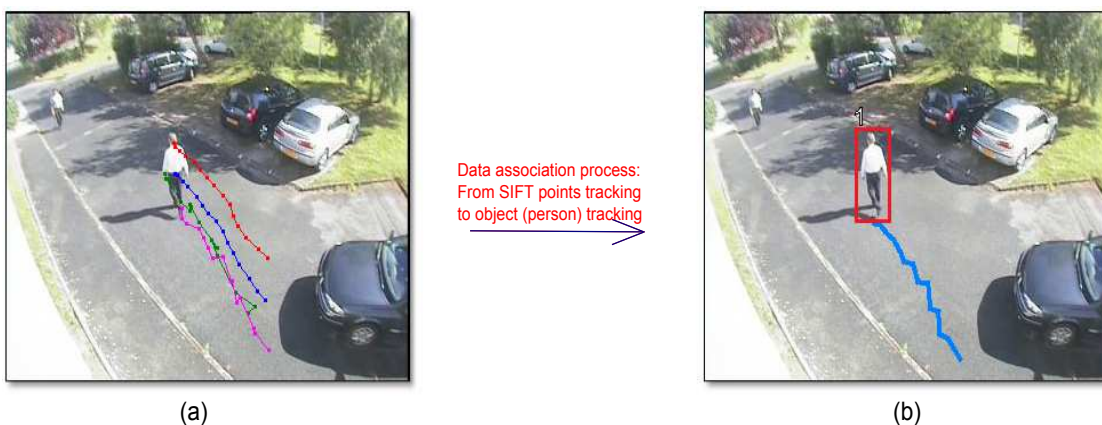 1
Data association process:
From SIFT points tracking
to object (person) tracking
(a)
(b)